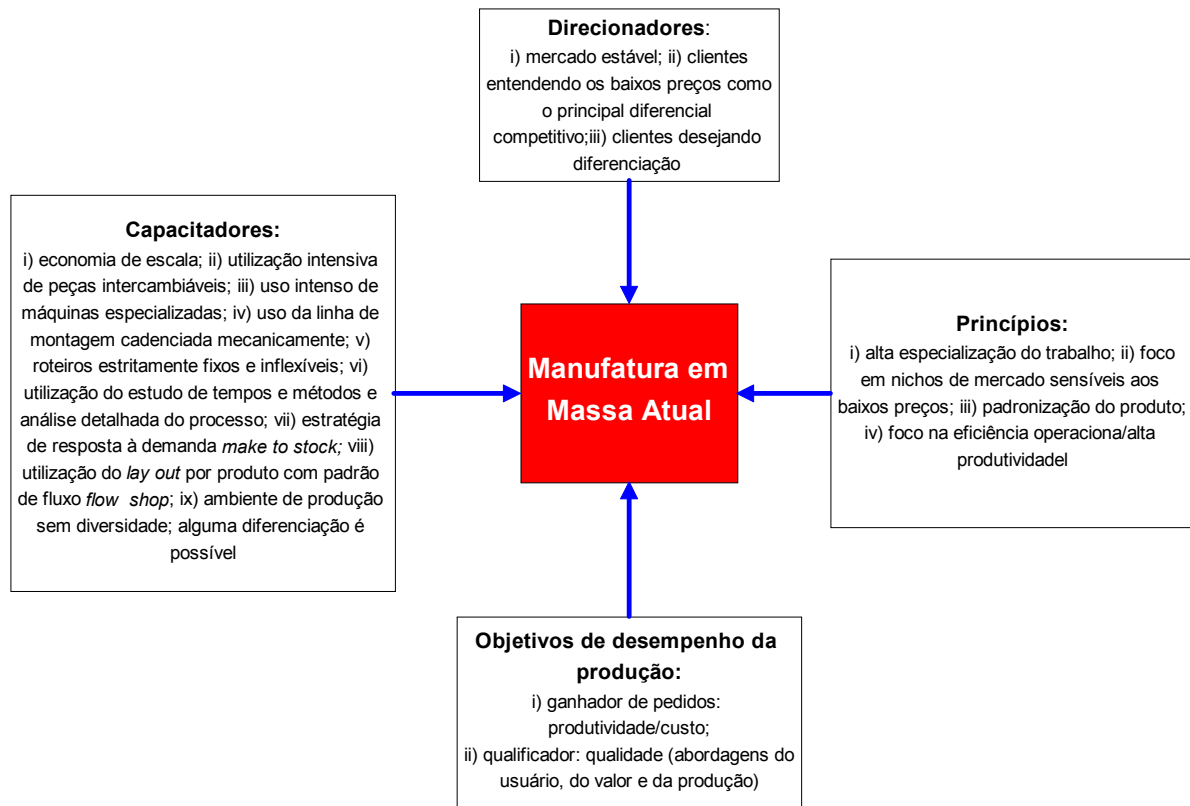 Direcionadores:
i) mercado estável; ii) clientes
entendendo os baixos preços como
o principal diferencial
competitivo;iii) clientes desejando
diferenciação
Capacitadores:
i) economia de escala; ii) utilização intensiva
de peças intercambiáveis; iii) uso intenso de
máquinas especializadas; iv) uso da linha de
montagem cadenciada mecanicamente; v)
roteiros estritamente fixos e inflexíveis; vi)
utilização do estudo de tempos e métodos e
análise detalhada do processo; vii) estratégia
de resposta à demanda make to stock; viii)
utilização do lay out por produto com padrão
de fluxo flow shop; ix) ambiente de produção
sem diversidade; alguma diferenciação é
possível
Manufatura em
Massa Atual
Princípios:
i) alta especialização do trabalho; ii) foco
em nichos de mercado sensíveis aos
baixos preços; iii) padronização do produto;
iv) foco na eficiência operaciona/alta
produtividadel
Objetivos de desempenho da
produção:
i) ganhador de pedidos:
produtividade/custo;
ii) qualificador: qualidade (abordagens do
usuário, do valor e da produção)